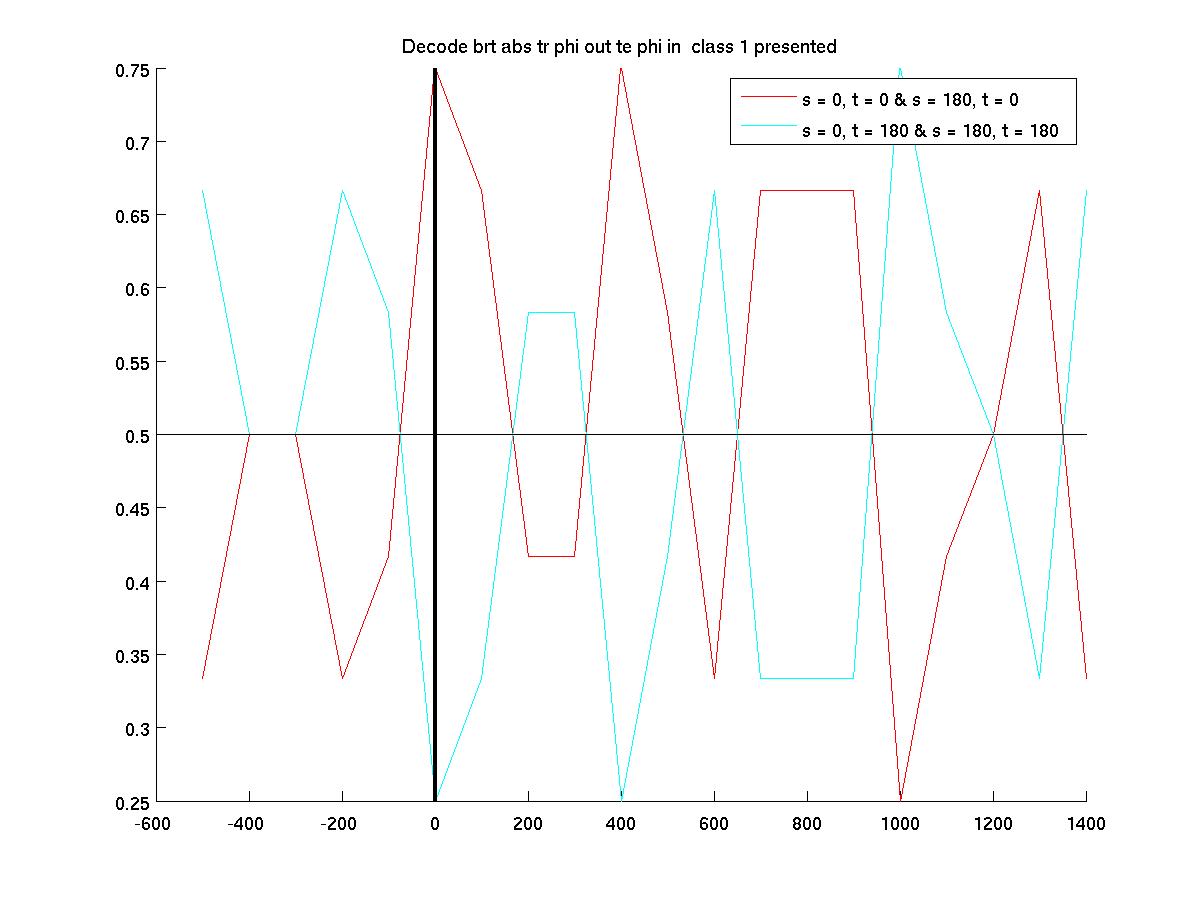 Decode brt abs tr phi out te phi in  class 1 presented
0.75
s = 0, t = 0 & s = 180, t = 0
s = 0, t = 180 & s = 180, t = 180
0.7
0.65
0.6
0.55
0.5
0.45
0.4
0.35
0.3
0.25
-600 -400 -200 0 200 400 600 800 1000 1200 1400